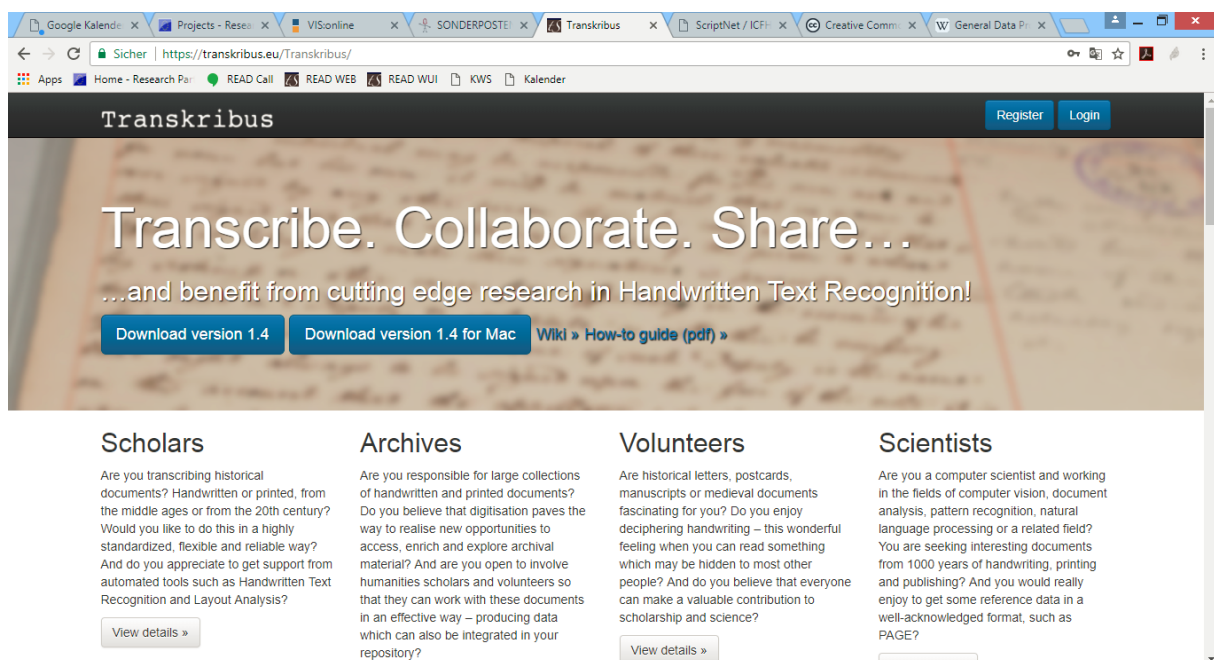 Google Kalender
Projects - Resear
VIS:online
SONDERPOSTE
Transkribus
ScriptNet / ICFH
Creative Commo
W General Data Pr
Sicher | https://transkribus.eu/Transkribus/
Apps Home - Research Par READ Call READ WEB READ WUI KWS Kalender
Transkribus
Register Login
Transcribe. Collaborate. Share…
…and benefit from cutting edge research in Handwritten Text Recognition!
Download version 1.4 Download version 1.4 for Mac Wiki » How-to guide (pdf) »
Scholars
Are you transcribing historical
documents? Handwritten or printed, from
the middle ages or from the 20th century?
Would you like to do this in a highly
standardized, flexible and reliable way?
And do you appreciate to get support from
automated tools such as Handwritten Text
Recognition and Layout Analysis?
View details »
Archives
Are you responsible for large collections
of handwritten and printed documents?
Do you believe that digitisation paves the
way to realise new opportunities to
access, enrich and explore archival
material? And are you open to involve
humanities scholars and volunteers so
that they can work with these documents
in an effective way – producing data
which can also be integrated in your
repository?
Volunteers
Are historical letters, postcards,
manuscripts or medieval documents
fascinating for you? Do you enjoy
deciphering handwriting – this wonderful
feeling when you can read something
which may be hidden to most other
people? And do you believe that everyone
can make a valuable contribution to
scholarship and science?
View details »
Scientists
Are you a computer scientist and working
in the fields of computer vision, document
analysis, pattern recognition, natural
language processing or a related field?
You are seeking interesting documents
from 1000 years of handwriting, printing
and publishing? And you would really
enjoy to get some reference data in a
well-acknowledged format, such as
PAGE?